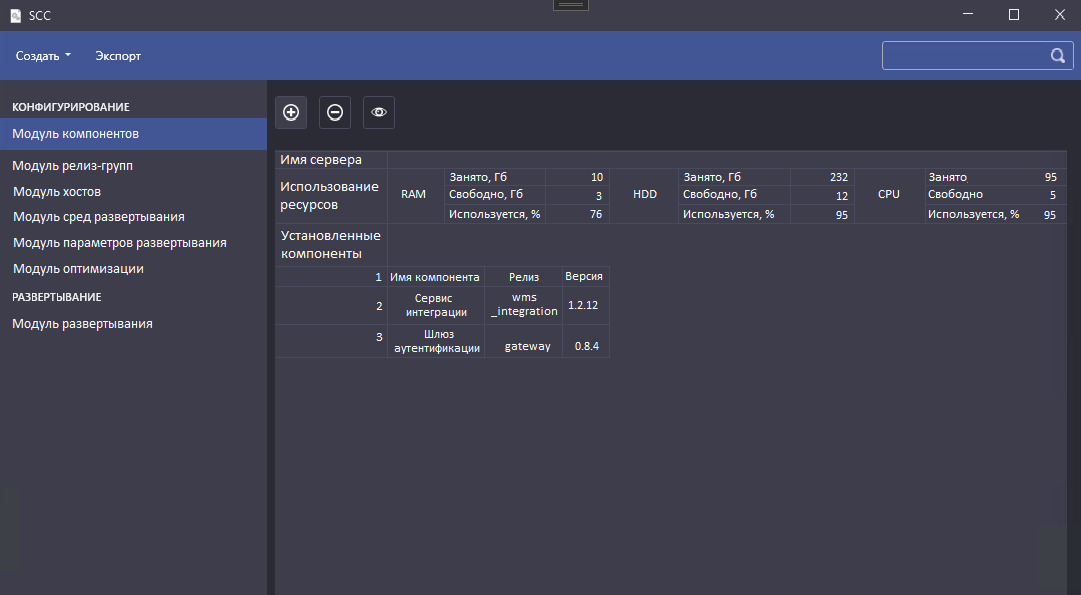 SCC
Создать Экспорт
КОНФИГУРИРОВАНИЕ
Модуль компонентов
Модуль релиз-групп
Модуль хостов
Модуль сред развертывания
Модуль параметров развертывания
Модуль оптимизации
РАЗВЕРТЫВАНИЕ
Модуль развертывания
Имя сервера
Использование
ресурсов
RAM
Занято, Гб 10
Свободно, Гб 3
Используется, % 76
HDD
Занято, Гб 232
Свободно, Гб 12
Используется, % 95
CPU
Занято 95
Свободно 5
Используется, % 95
Установленные
компоненты
1 Имя компонента Релиз Версия
2 Сервис
интеграции
wms
_integration
1.2.12
3 Шлюз
аутентификации
gateway 0.8.4